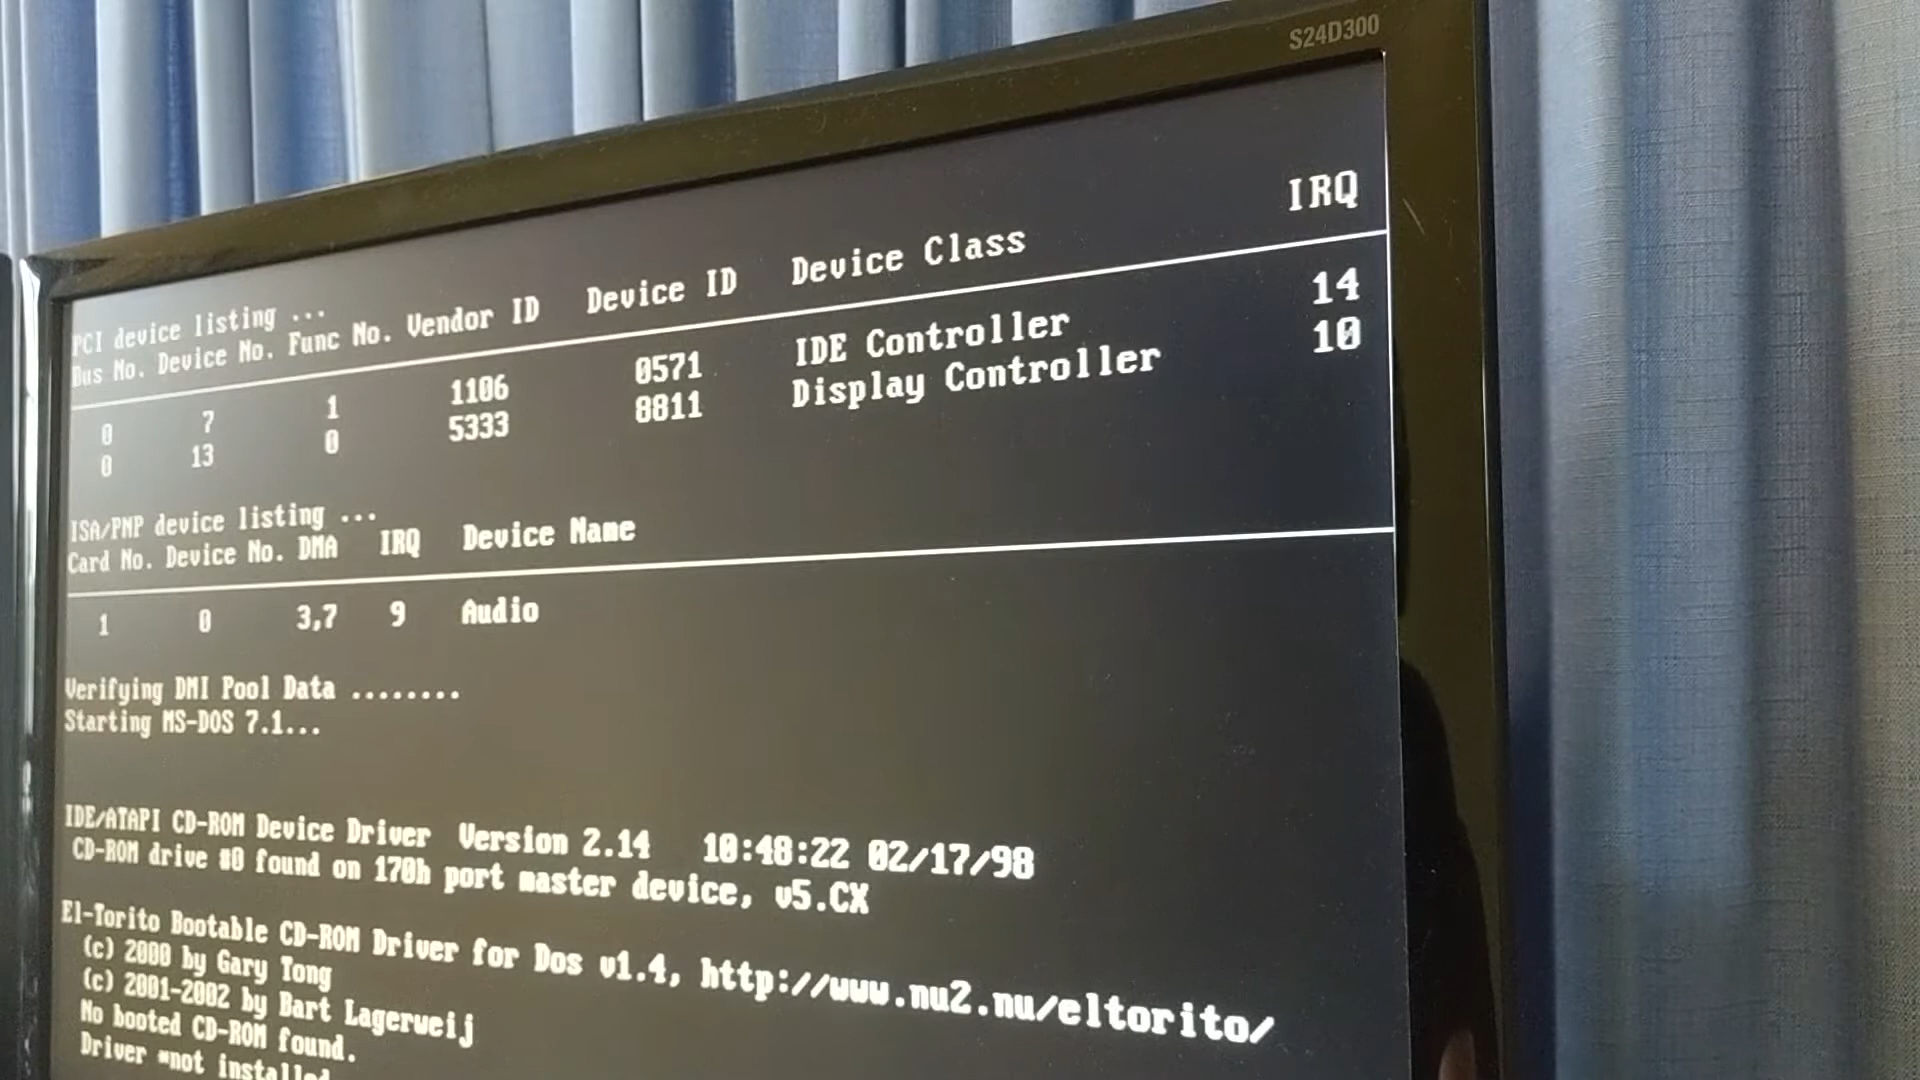 S24D300
PCI device listing ...
Bus No. Device No. Func No. Vendor ID Device ID Device Class IRQ
0 7 1 1106 0571 IDE Controller 14
0 13 0 5333 8811 Display Controller 10
ISA/PNP device listing ...
Card No. Device No. DMA IRQ Device Name
1 0 3,7 9 Audio
Verifying DMI Pool Data ........
Starting MS-DOS 7.1...
IDE/ATAPI CD-ROM Device Driver Version 2.14 10:48:22 02/17/98
CD-ROM drive #0 found on 170h port master device, v5.CX
El-Torito Bootable CD-ROM Driver for Dos v1.4, http://www.nu2.nu/eltorito/
(c) 2000 by Gary Tong
(c) 2001-2002 by Bart Lagerweij
No booted CD-ROM found.
Driver *not installed